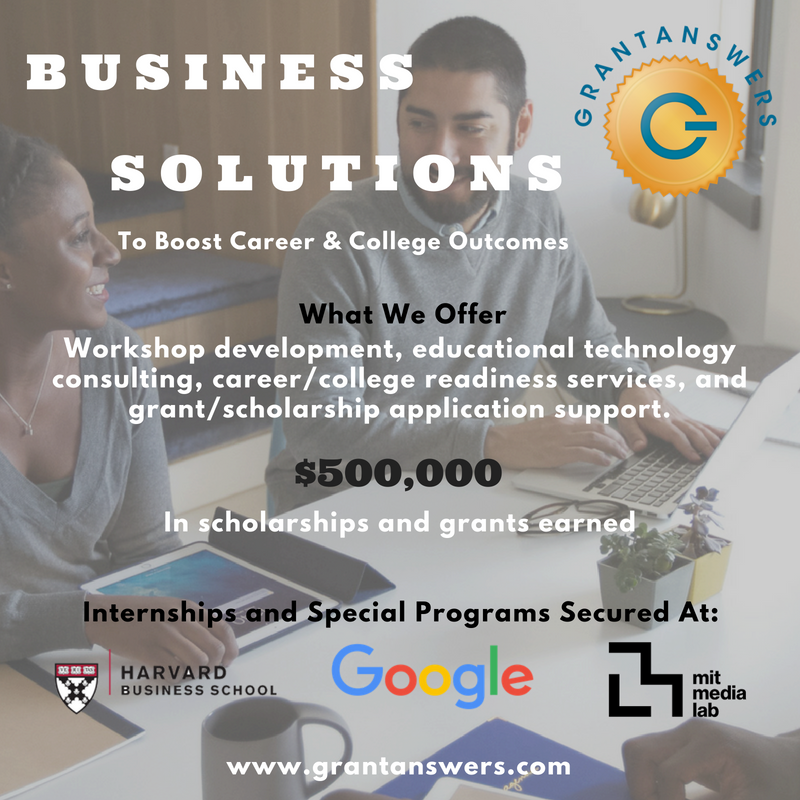 BUSINESS
GRANTANSWERS
G
SOLUTIONS
To Boost Career & College Outcomes
What We Offer
Workshop development, educational technology
consulting, career/college readiness services, and
grant/scholarship application support.
$500,000
In scholarships and grants earned
Internships and Special Programs Secured At:
HARVARD
BUSINESS SCHOOL
Google
mit
media
lab
www.grantanswers.com